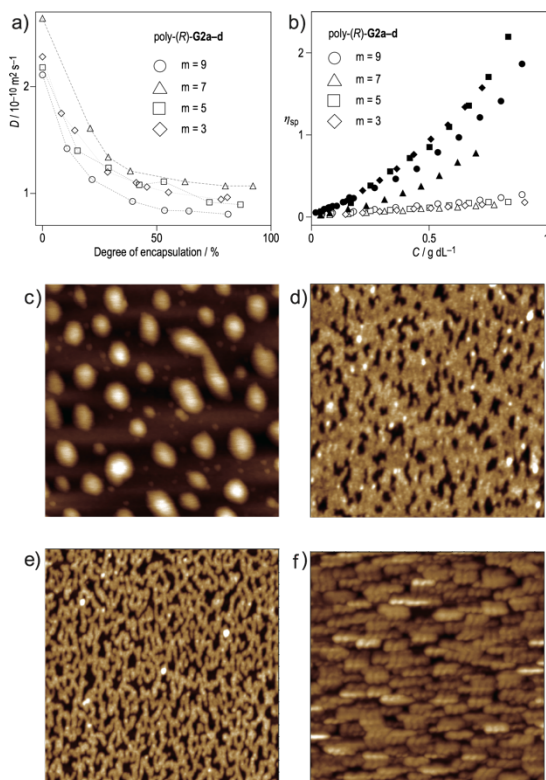 a)
poly-(R)-G2a–d
m = 9
m = 7
m = 5
m = 3
D / 10⁻¹⁰ m2 s⁻¹
2
1
0
50
100
Degree of encapsulation / %
b)
poly-(R)-G2a–d
m = 9
m = 7
m = 5
m = 3
ηsp
2
1
0
0
0.5
1
C / g dL⁻¹
c)
d)
e)
f)